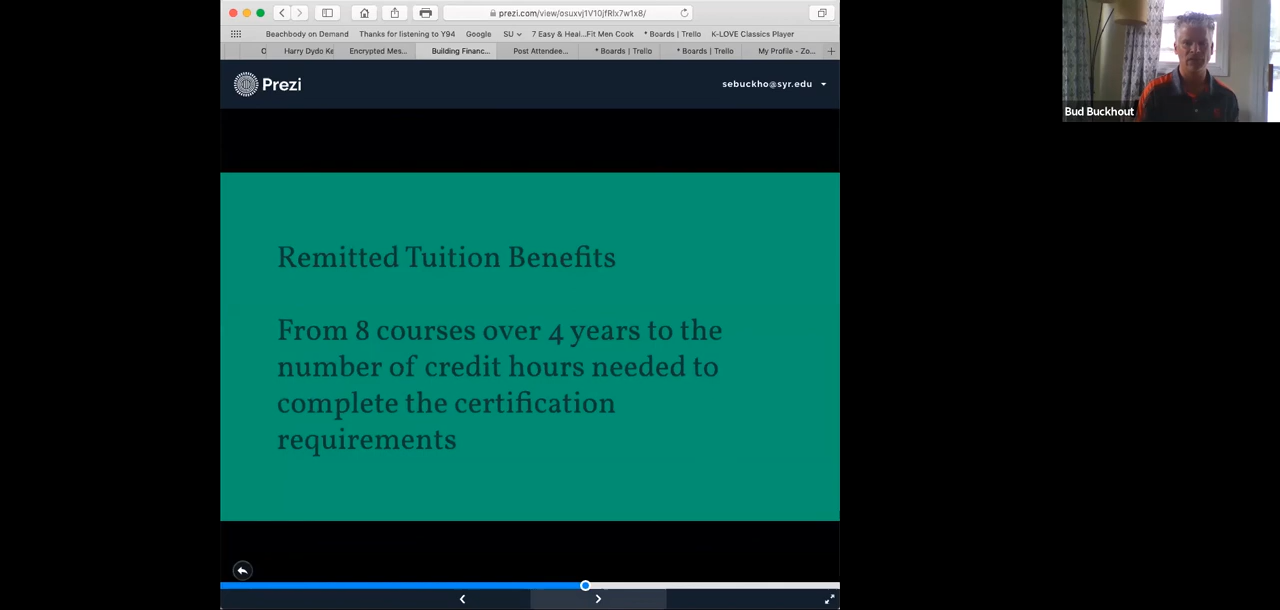 prezi.com/view/osuxvj1V10jfRlx7w1x8/
Beachbody on Demand Thanks for listening to Y94 Google SU 7 Easy & Heal...Fit Men Cook * Boards | Trello K-LOVE Classics Player
Harry Dydo Ke Encrypted Mes... Building Financ... Post Attendee... * Boards | Trello * Boards | Trello My Profile - Zo...
Prezi
sebuckho@syr.edu
Bud Buckhout
Remitted Tuition Benefits
From 8 courses over 4 years to the
number of credit hours needed to
complete the certification
requirements